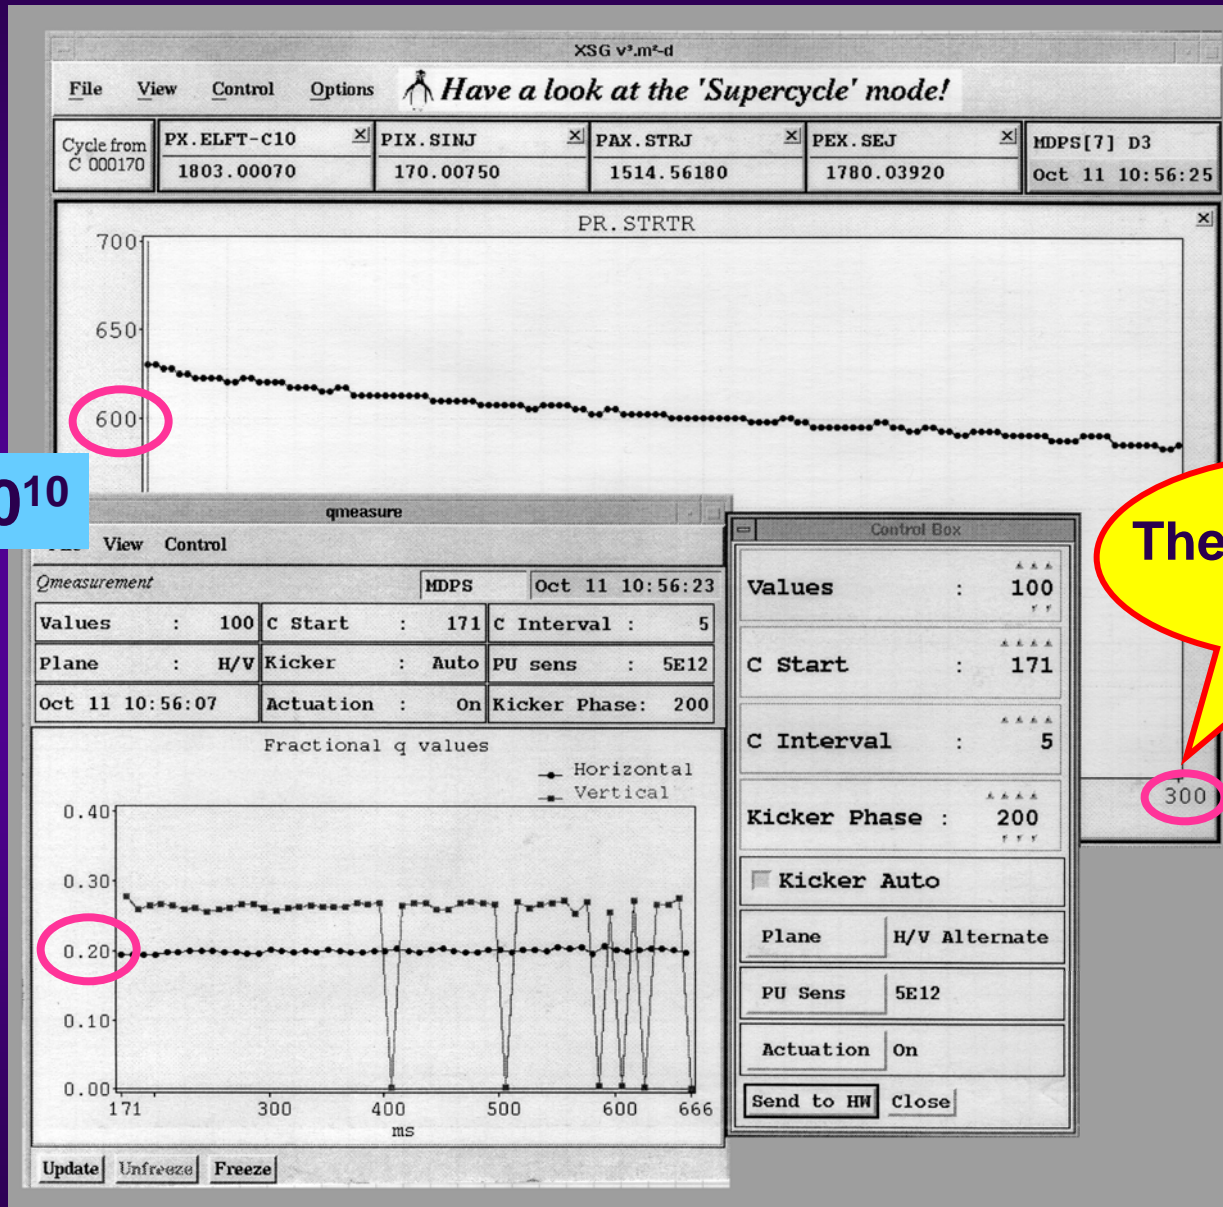 XSG v³.m²-d
File View Control Options Have a look at the 'Supercycle' mode!
Cycle from
C 000170
PX.ELFT-C10 PIX.SINJ PAX.STRJ PEX.SEJ MDPS[7] D3
1803.00070 170.00750 1514.56180 1780.03920 Oct 11 10:56:25
PR.STRTR
700
650
600
0¹⁰
The
300
qmeasure
View Control
Qmeasurement MDPS Oct 11 10:56:23
Values : 100 C Start : 171 C Interval : 5
Plane : H/V Kicker : Auto PU sens : 5E12
Oct 11 10:56:07 Actuation : On Kicker Phase: 200
Fractional q values
Horizontal
Vertical
0.40
0.30
0.20
0.10
0.00
171 300 400 500 600 666
ms
Update Unfreeze Freeze
Control Box
Values : 100
C Start : 171
C Interval : 5
Kicker Phase : 200
Kicker Auto
Plane H/V Alternate
PU Sens 5E12
Actuation On
Send to HW Close